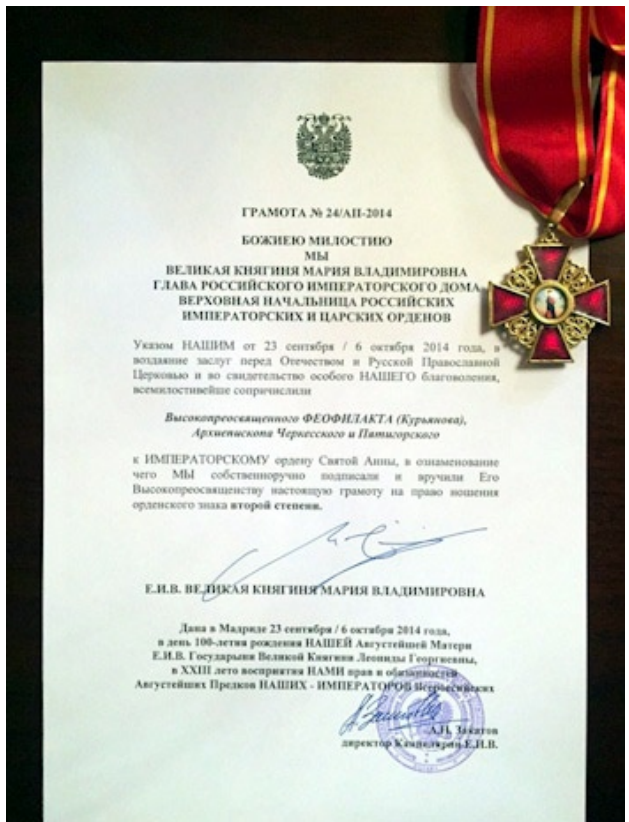 ГРАМОТА № 24/АП-2014
БОЖИЕЮ МИЛОСТИЮ
МЫ
ВЕЛИКАЯ КНЯГИНЯ МАРИЯ ВЛАДИМИРОВНА
ГЛАВА РОССИЙСКОГО ИМПЕРАТОРСКОГО ДОМА
ВЕРХОВНАЯ НАЧАЛЬНИЦА РОССИЙСКИХ
ИМПЕРАТОРСКИХ И ЦАРСКИХ ОРДЕНОВ
Указом НАШИМ от 23 сентября / 6 октября 2014 года, в
воздаяние заслуг перед Отечеством и Русской Православной
Церковью и во свидетельство особого НАШЕГО благоволения,
всемилостивейше сопричислили
Высокопреосвященного ФЕОФИЛАКТА (Курьянова),
Архиепископа Черкесского и Пятигорского
к ИМПЕРАТОРСКОМУ ордену Святой Анны, в ознаменование
чего МЫ собственноручно подписали и вручили Его
Высокопреосвященству настоящую грамоту на право ношения
орденского знака второй степени.
Е.И.В. ВЕЛИКАЯ КНЯГИНЯ МАРИЯ ВЛАДИМИРОВНА
Дана в Мадриде 23 сентября / 6 октября 2014 года,
в день 100-летия рождения НАШЕЙ Августейшей Матери
Е.И.В. Государыни Великой Княгини Леониды Георгиевны,
в XXIII лето восприятия НАМИ прав и обязанностей
Августейших Предков НАШИХ - ИМПЕРАТОРОВ Всероссийских
А.Н. Закатов
директор Канцелярии Е.И.В.